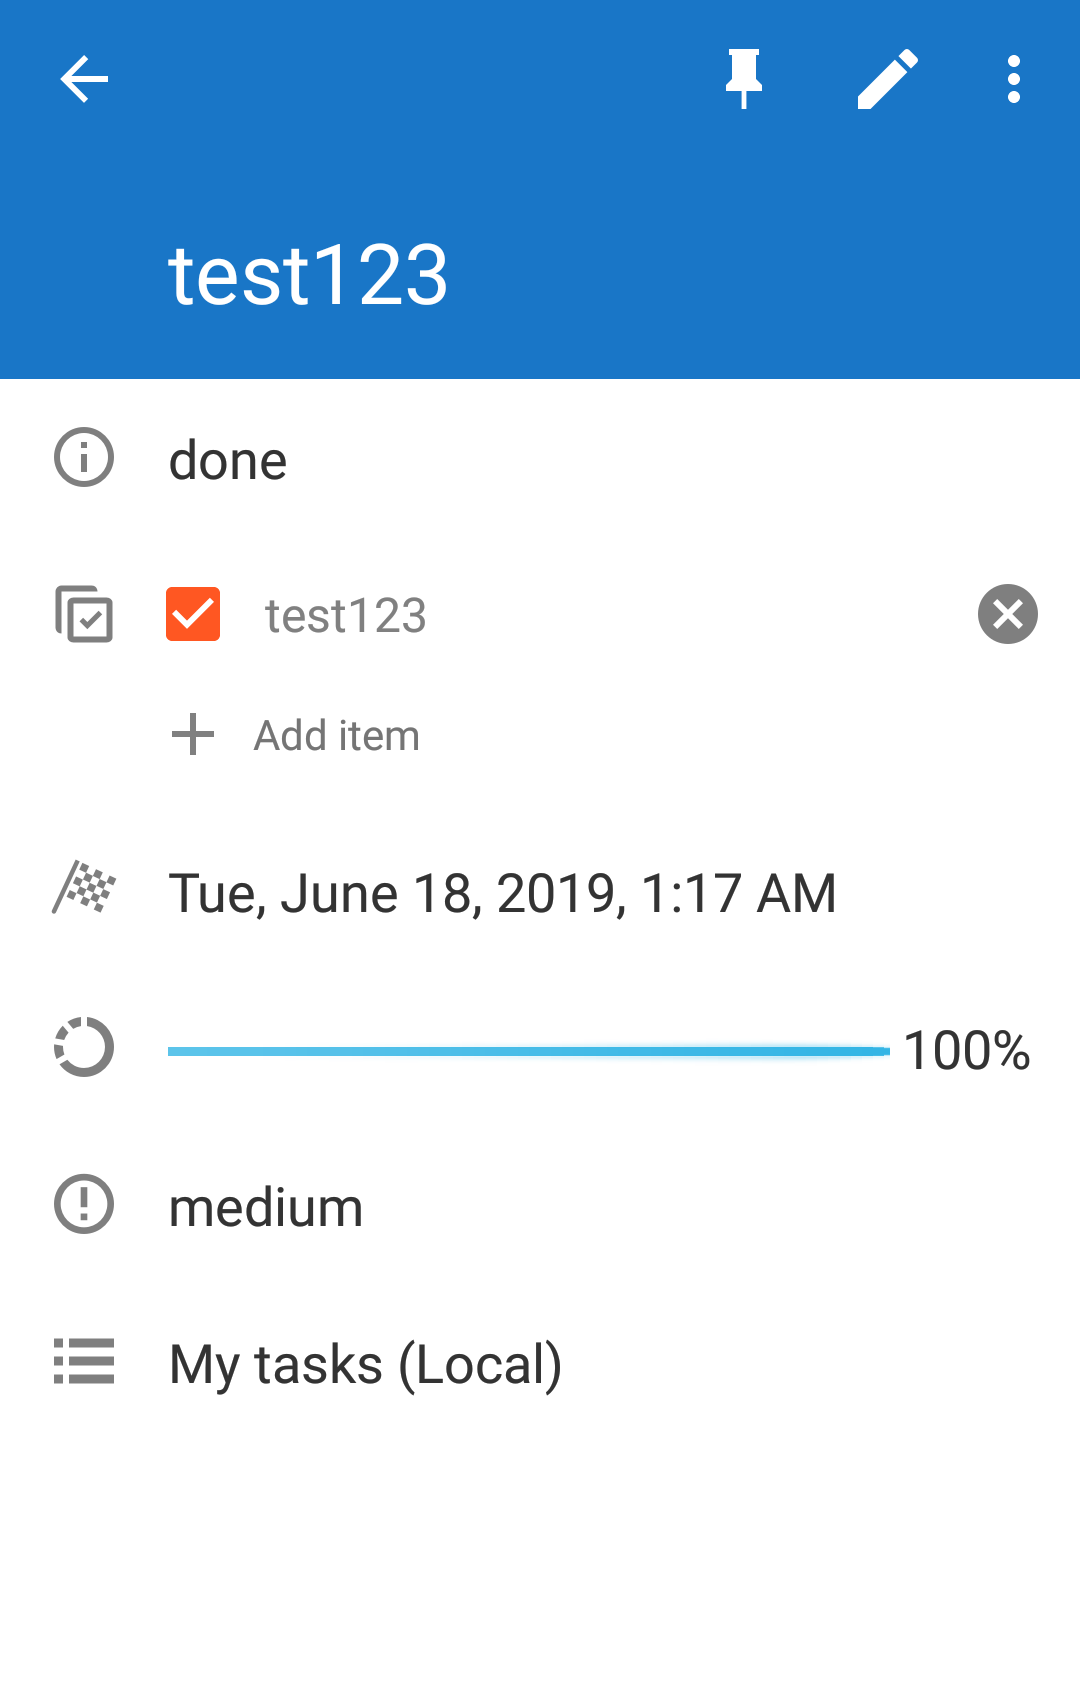 test123
done
test123
Add item
Tue, June 18, 2019, 1:17 AM
100%
medium
My tasks (Local)